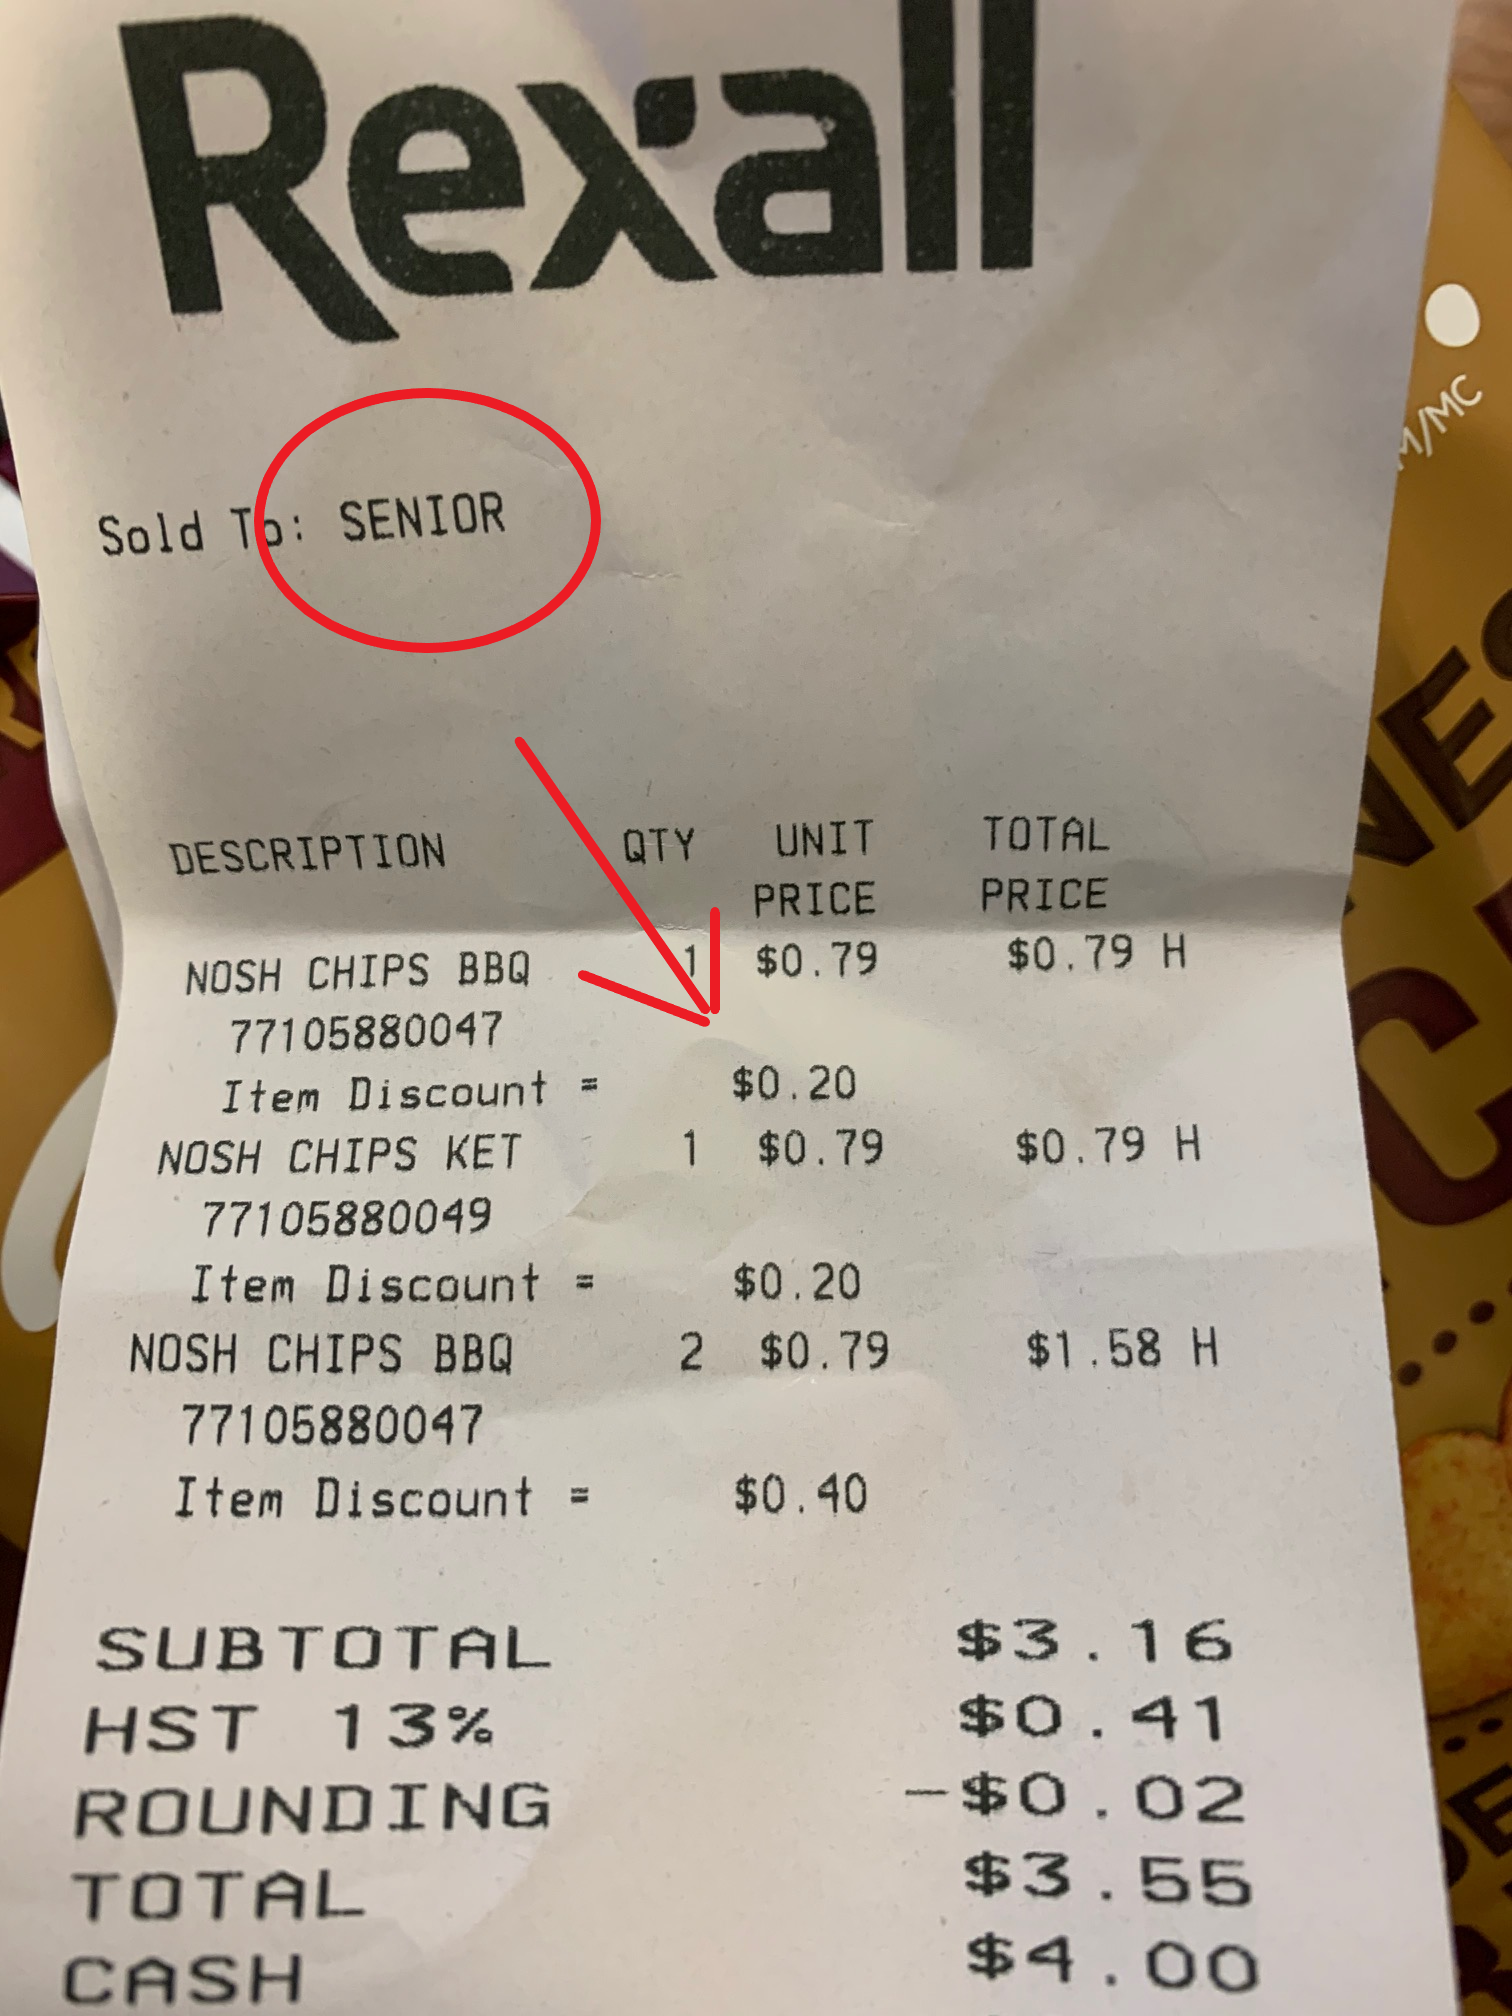 Rexall
Sold To: SENIOR
DESCRIPTION QTY UNIT PRICE TOTAL PRICE
NOSH CHIPS BBQ 1 $0.79 $0.79 H
77105880047
Item Discount = $0.20
NOSH CHIPS KET 1 $0.79 $0.79 H
77105880049
Item Discount = $0.20
NOSH CHIPS BBQ 2 $0.79 $1.58 H
77105880047
Item Discount = $0.40
SUBTOTAL $3.16
HST 13% $0.41
ROUNDING -$0.02
TOTAL $3.55
CASH $4.00
M/MC